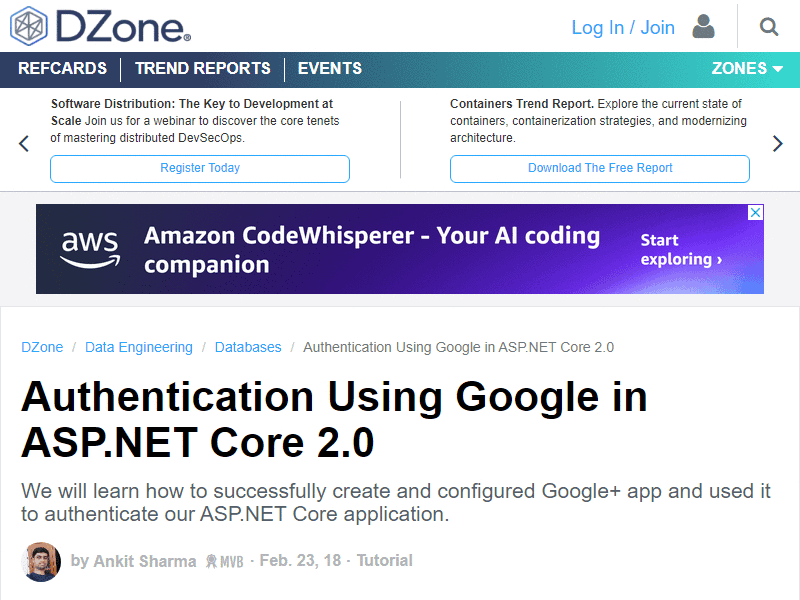 DZone®
Log In / Join
REFCARDS TREND REPORTS EVENTS ZONES
Software Distribution: The Key to Development at
Scale Join us for a webinar to discover the core tenets
of mastering distributed DevSecOps.
Register Today
Containers Trend Report. Explore the current state of
containers, containerization strategies, and modernizing
architecture.
Download The Free Report
aws
Amazon CodeWhisperer - Your AI coding
companion
Start
exploring ›
DZone / Data Engineering / Databases / Authentication Using Google in ASP.NET Core 2.0
Authentication Using Google in
ASP.NET Core 2.0
We will learn how to successfully create and configured Google+ app and used it
to authenticate our ASP.NET Core application.
by Ankit Sharma MVB · Feb. 23, 18 · Tutorial